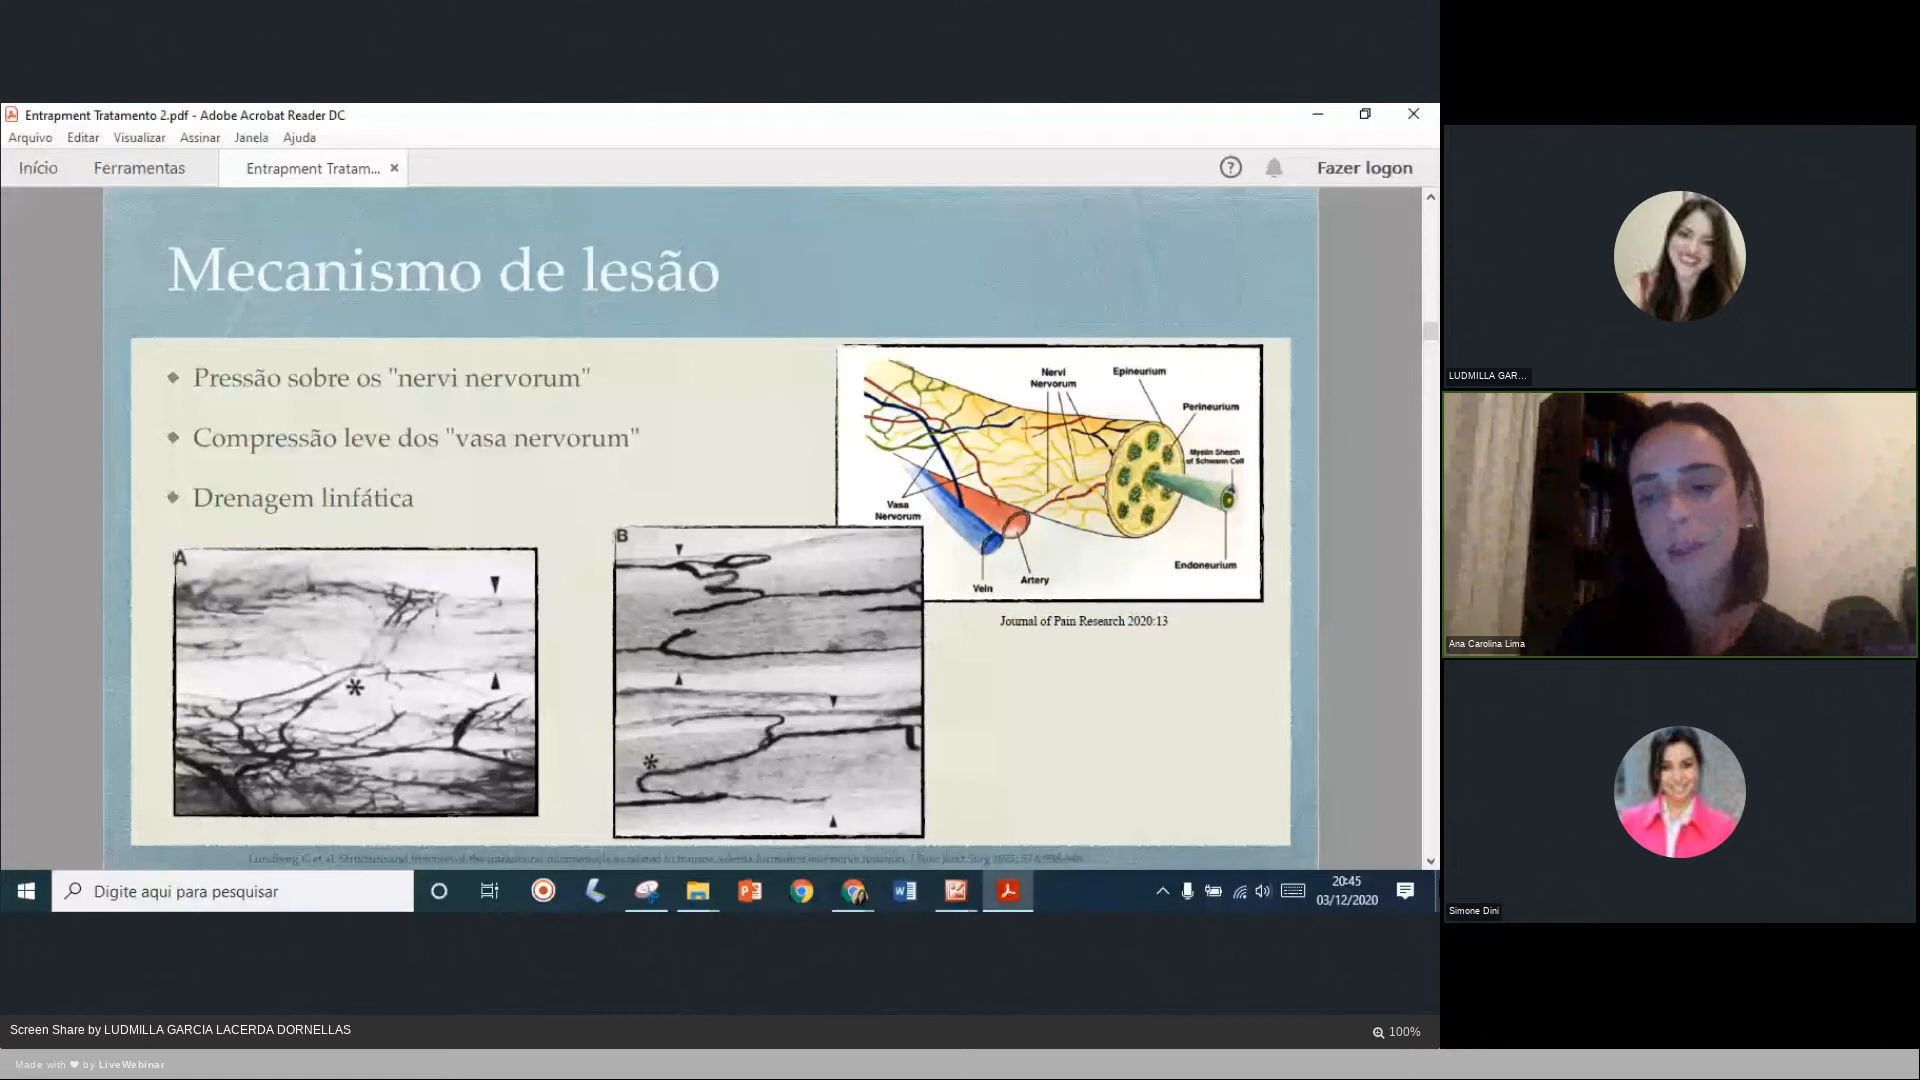 Entrapment Tratamento 2.pdf - Adobe Acrobat Reader DC
Arquivo Editar Visualizar Assinar Janela Ajuda
Início Ferramentas Entrapment Tratam... × ? Fazer logon
Mecanismo de lesão
Pressão sobre os "nervi nervorum"
Compressão leve dos "vasa nervorum"
Drenagem linfática
Nervi
Nervorum
Epineurium
Perineurium
Myelin Sheath
of Schwann Cell
Vasa
Nervorum
Endoneurium
Artery
Vein
Journal of Pain Research 2020:13
A
*
B
*
Digite aqui para pesquisar
20:45
03/12/2020
LUDMILLA GAR...
Ana Carolina Lima
Simone Dini
Screen Share by LUDMILLA GARCIA LACERDA DORNELLAS
100%
Made with ❤ by LiveWebinar